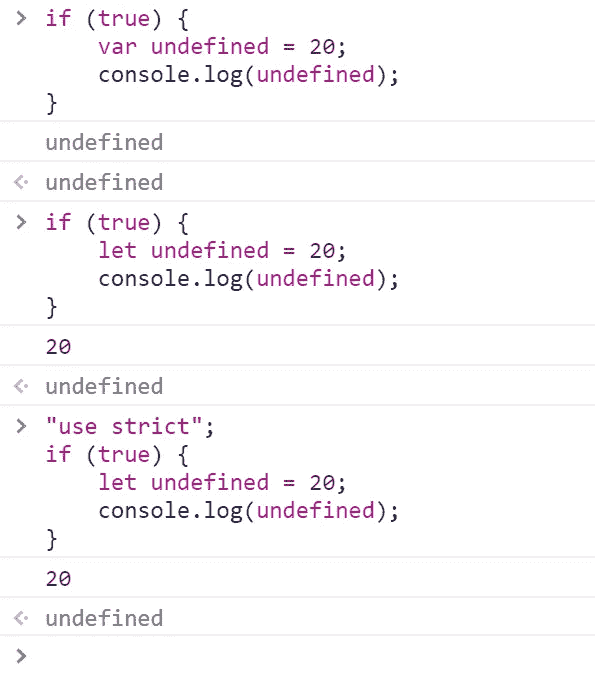 > if (true) {
    var undefined = 20;
    console.log(undefined);
}
undefined
undefined
> if (true) {
    let undefined = 20;
    console.log(undefined);
}
20
undefined
> "use strict";
if (true) {
    let undefined = 20;
    console.log(undefined);
}
20
undefined
>